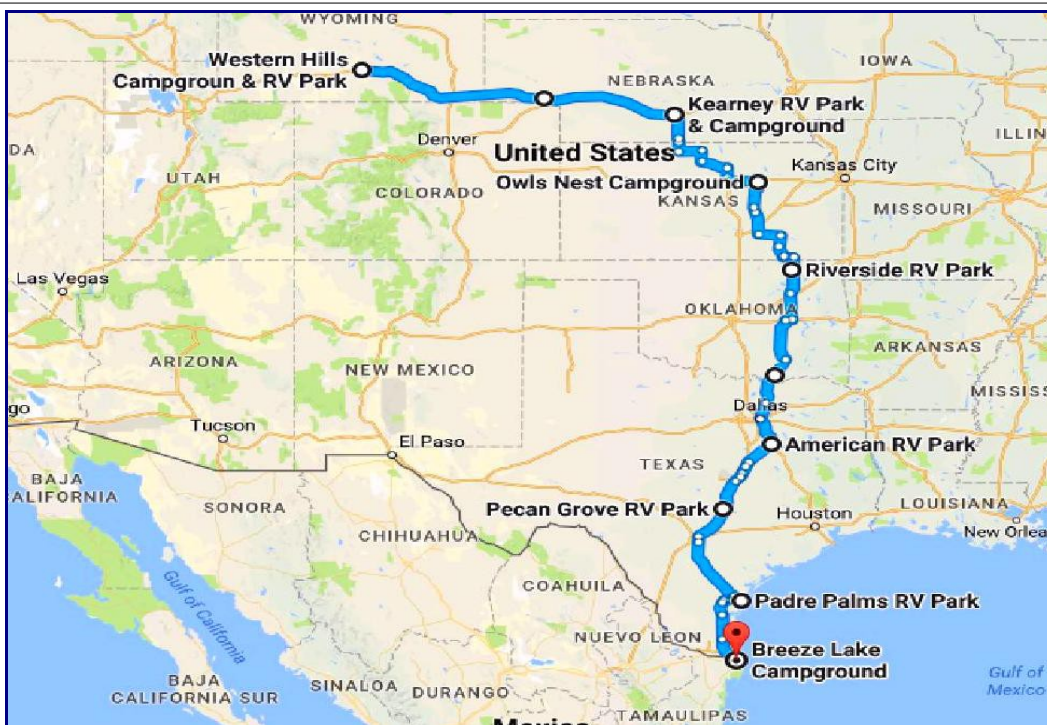 WYOMING
Western Hills
Campgroun & RV Park
NEBRASKA
IOWA
Kearney RV Park
& Campground
ILLIN
Denver
United States
Kansas City
DA
UTAH
COLORADO
Owls Nest Campground
KANSAS
MISSOURI
Las Vegas
Riverside RV Park
OKLAHOMA
ARIZONA
NEW MEXICO
ARKANSAS
MISSISS
go
Dallas
Tucson
El Paso
American RV Park
TEXAS
BAJA
CALIFORNIA
SONORA
LOUISIANA
Pecan Grove RV Park
Houston
New Orlea
CHIHUAHUA
Gulf of California
COAHUILA
Padre Palms RV Park
NUEVO LEON
Breeze Lake
Campground
Gulf of
Mexico
BAJA
CALIFORNIA SUR
SINALOA
DURANGO
TAMAULIPAS
Mexico